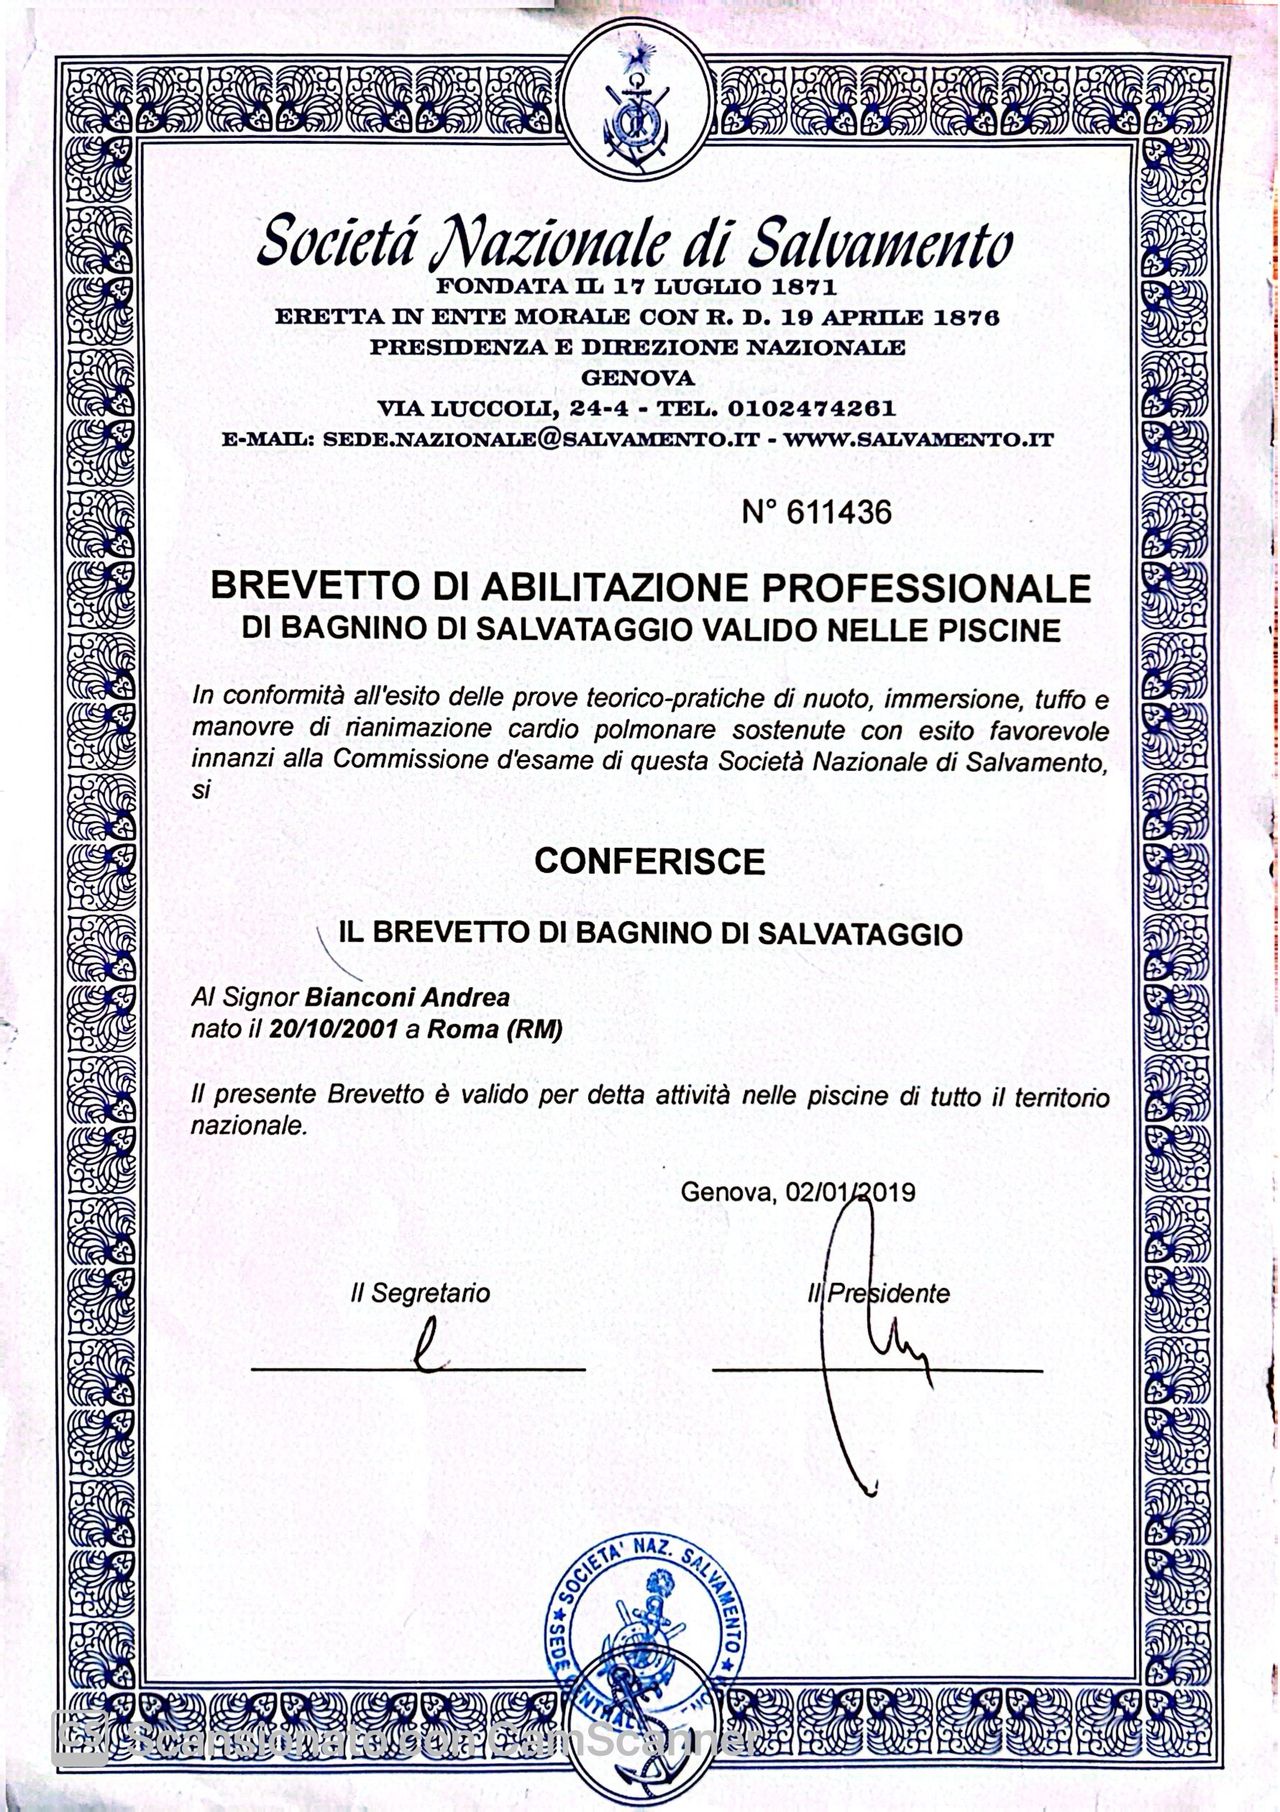 Societá Nazionale di Salvamento
FONDATA IL 17 LUGLIO 1871
ERETTA IN ENTE MORALE CON R. D. 19 APRILE 1876
PRESIDENZA E DIREZIONE NAZIONALE
GENOVA
VIA LUCCOLI, 24-4 - TEL. 0102474261
E-MAIL: SEDE.NAZIONALE@SALVAMENTO.IT - WWW.SALVAMENTO.IT
N° 611436
BREVETTO DI ABILITAZIONE PROFESSIONALE
DI BAGNINO DI SALVATAGGIO VALIDO NELLE PISCINE
In conformità all'esito delle prove teorico-pratiche di nuoto, immersione, tuffo e
manovre di rianimazione cardio polmonare sostenute con esito favorevole
innanzi alla Commissione d'esame di questa Società Nazionale di Salvamento,
si
CONFERISCE
IL BREVETTO DI BAGNINO DI SALVATAGGIO
Al Signor Bianconi Andrea
nato il 20/10/2001 a Roma (RM)
Il presente Brevetto è valido per detta attività nelle piscine di tutto il territorio
nazionale.
Genova, 02/01/2019
Il Segretario Il Presidente
SOCIETA' NAZ. SALVAMENTO
SEDE
Scansionato con CamScanner